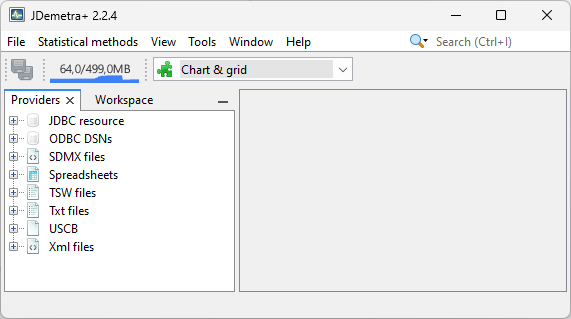 JDemetra+ 2.2.4
File Statistical methods View Tools Window Help Search (Ctrl+I)
64,0/499,0MB Chart & grid
Providers Workspace
JDBC resource
ODBC DSNs
SDMX files
Spreadsheets
TSW files
Txt files
USCB
Xml files